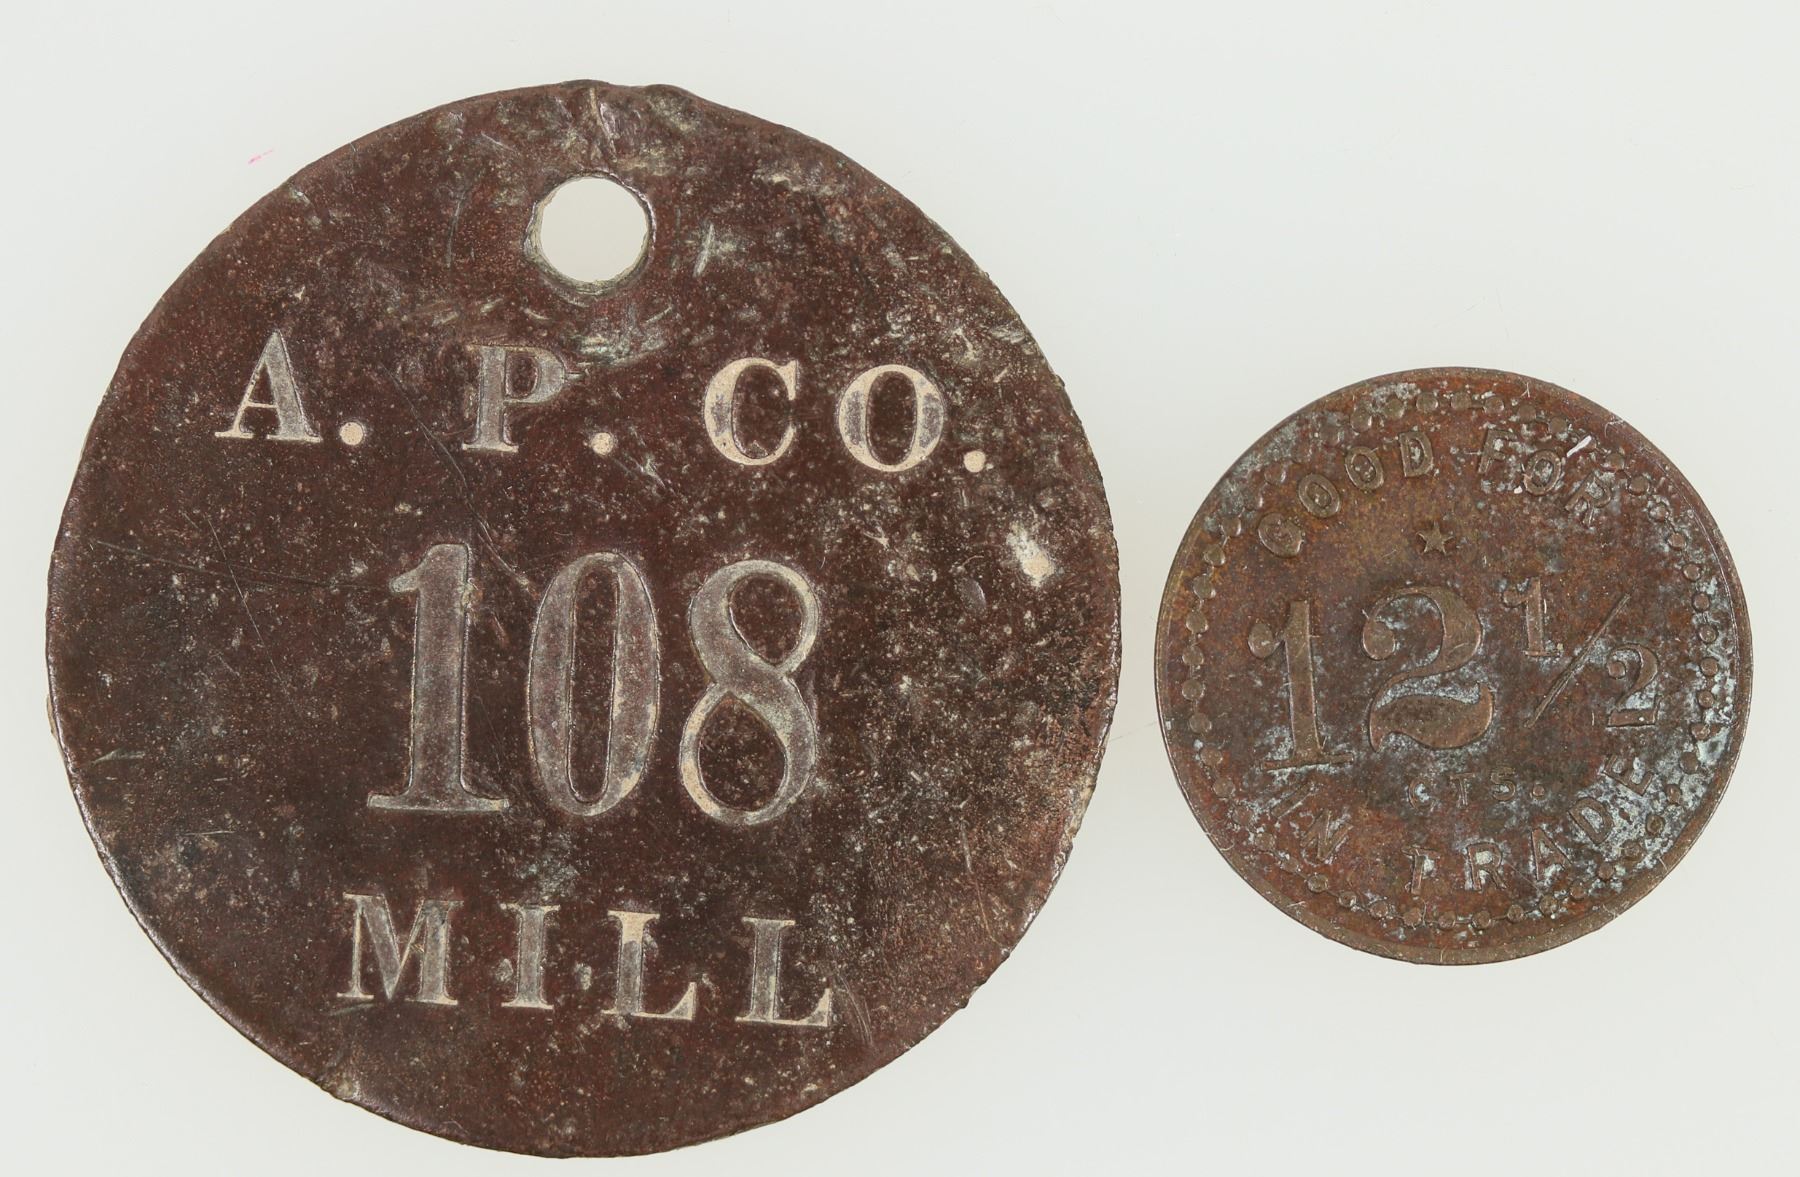 A. P. CO.
108
MILL
GOOD FOR
12 1/2
CTS.
IN TRADE